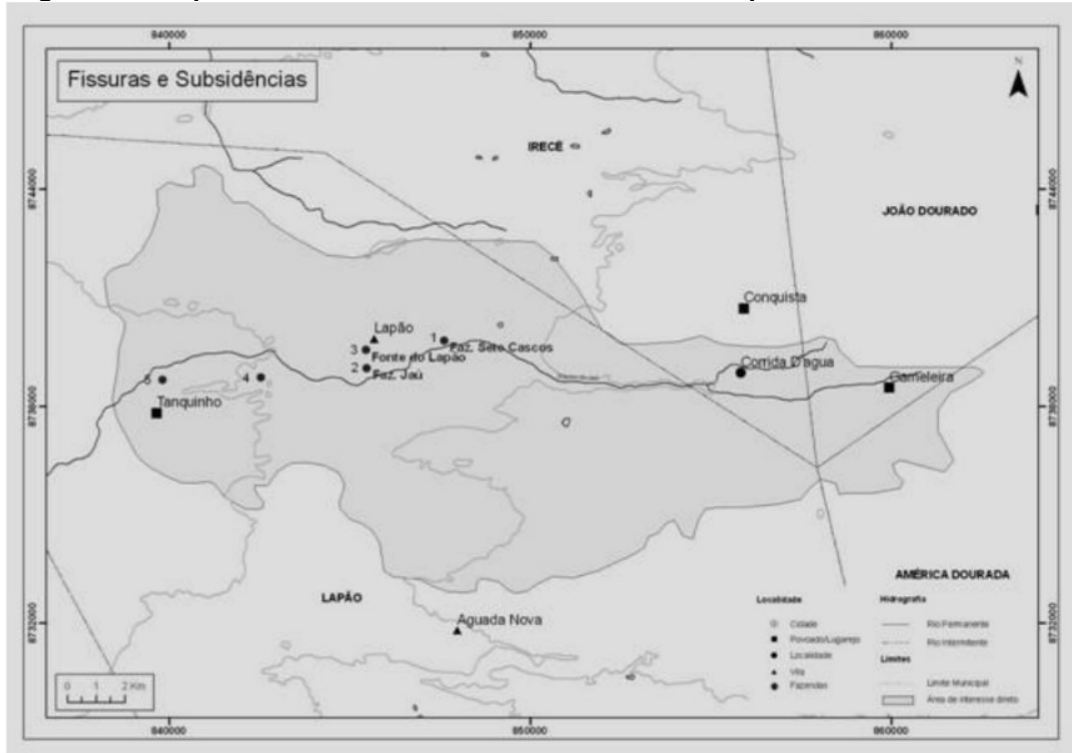 840000
850000
860000
Fissuras e Subsidências
N
IRECÊ
8744000
8744000
JOÃO DOURADO
Conquista
Lapão
1
Faz. Sete Cascos
3
Fonte do Lapão
2
Faz. Jaú
4
5
Corrida D'agua
Gameleira
Tanquinho
8738000
8738000
AMÉRICA DOURADA
LAPÃO
Aguada Nova
8732000
8732000
Localidade
Cidade
Povoado/Lugarejo
Localidade
Vila
Fazendas
Hidrografia
Rio Permanente
Rio Intermitente
Limites
Limite Municipal
Área de interesse direto
0 1 2 Km
840000
850000
860000